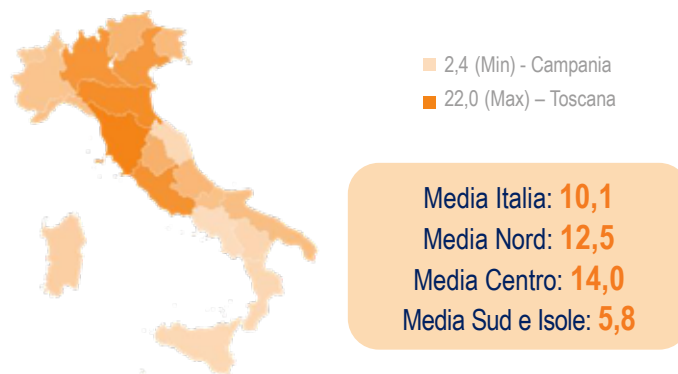 2,4 (Min) - Campania
22,0 (Max) – Toscana
Media Italia: 10,1
Media Nord: 12,5
Media Centro: 14,0
Media Sud e Isole: 5,8